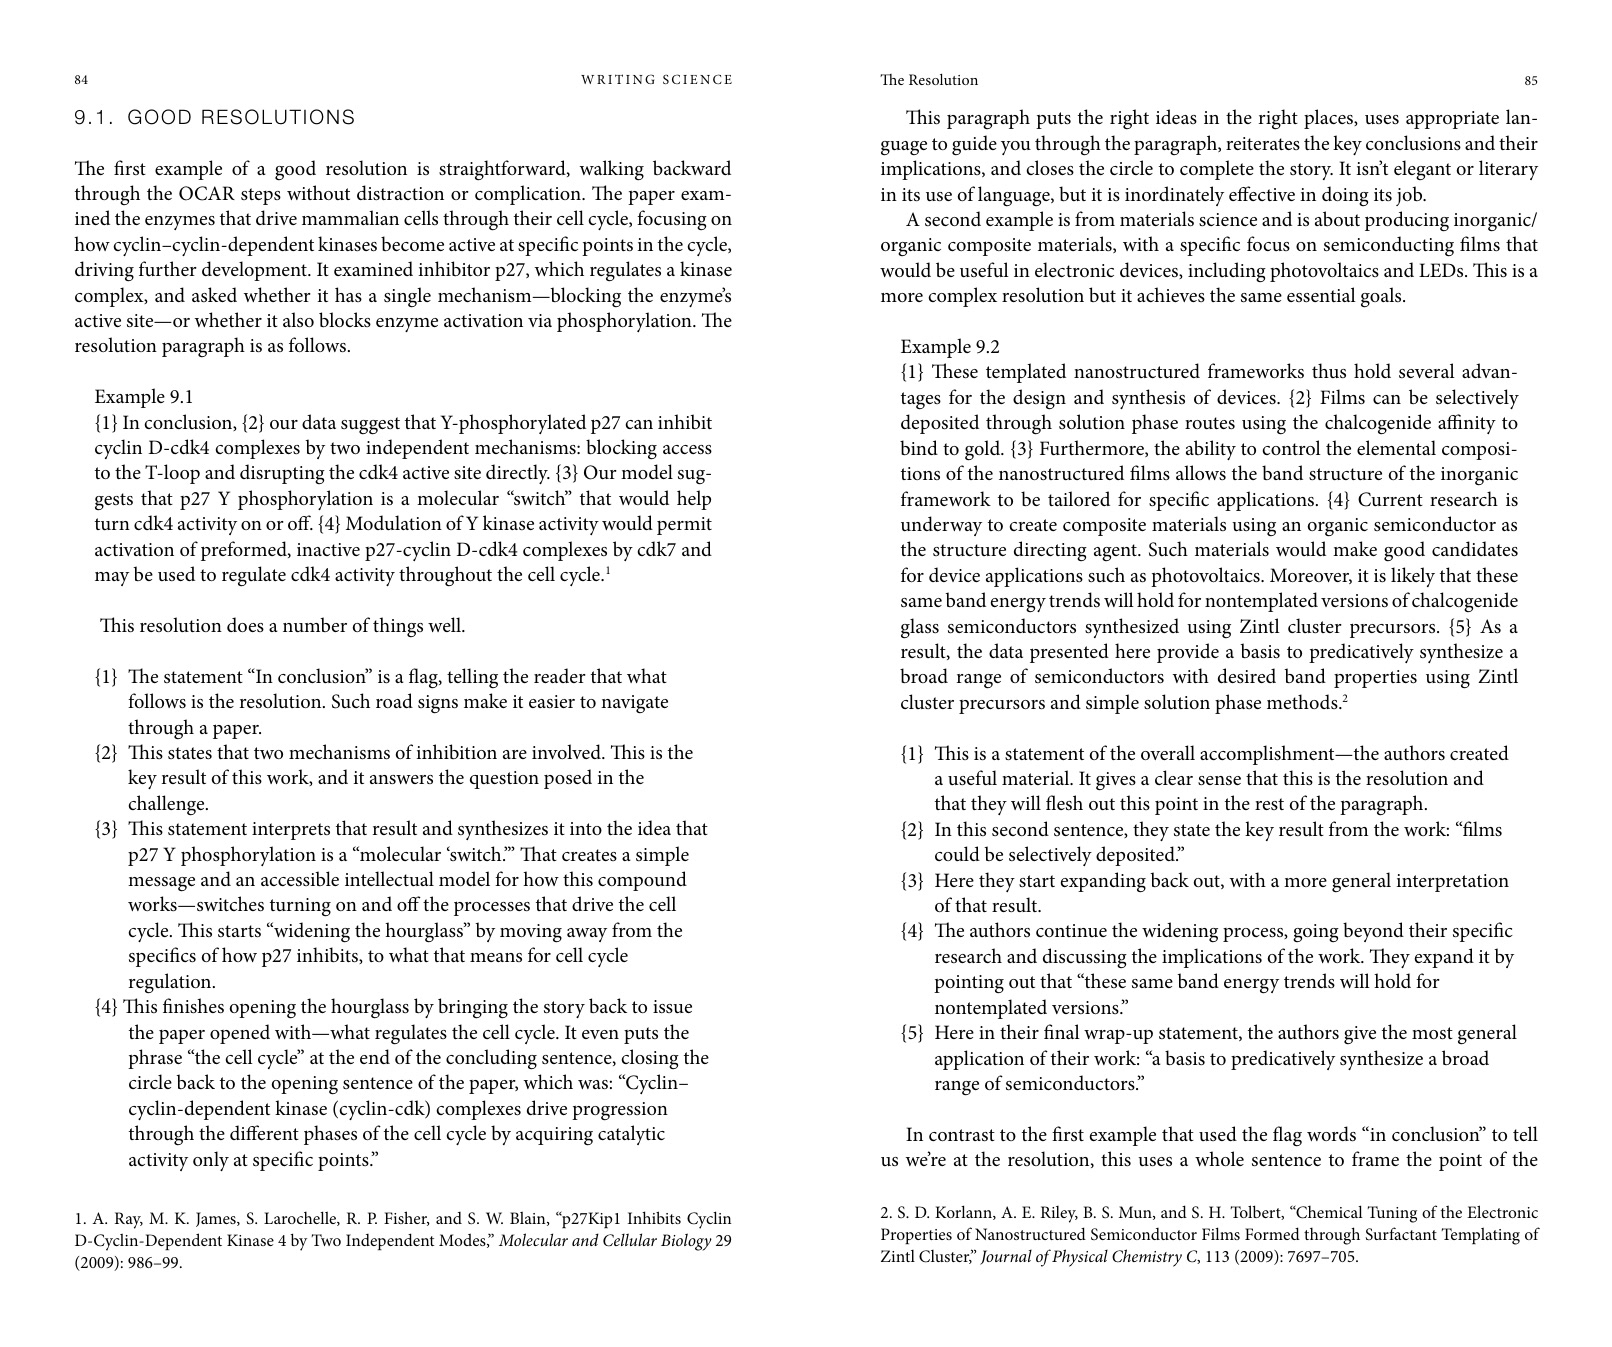 84
WRITING SCIENCE
9.1. GOOD RESOLUTIONS
The first example of a good resolution is straightforward, walking backward
through the OCAR steps without distraction or complication. The paper exam-
ined the enzymes that drive mammalian cells through their cell cycle, focusing on
how cyclin–cyclin-dependent kinases become active at specific points in the cycle,
driving further development. It examined inhibitor p27, which regulates a kinase
complex, and asked whether it has a single mechanism—blocking the enzyme’s
active site—or whether it also blocks enzyme activation via phosphorylation. The
resolution paragraph is as follows.
Example 9.1
{1} In conclusion, {2} our data suggest that Y-phosphorylated p27 can inhibit
cyclin D-cdk4 complexes by two independent mechanisms: blocking access
to the T-loop and disrupting the cdk4 active site directly. {3} Our model sug-
gests that p27 Y phosphorylation is a molecular “switch” that would help
turn cdk4 activity on or off. {4} Modulation of Y kinase activity would permit
activation of preformed, inactive p27-cyclin D-cdk4 complexes by cdk7 and
may be used to regulate cdk4 activity throughout the cell cycle.1
This resolution does a number of things well.
{1} The statement “In conclusion” is a flag, telling the reader that what
follows is the resolution. Such road signs make it easier to navigate
through a paper.
{2} This states that two mechanisms of inhibition are involved. This is the
key result of this work, and it answers the question posed in the
challenge.
{3} This statement interprets that result and synthesizes it into the idea that
p27 Y phosphorylation is a “molecular ‘switch.’” That creates a simple
message and an accessible intellectual model for how this compound
works—switches turning on and off the processes that drive the cell
cycle. This starts “widening the hourglass” by moving away from the
specifics of how p27 inhibits, to what that means for cell cycle
regulation.
{4} This finishes opening the hourglass by bringing the story back to issue
the paper opened with—what regulates the cell cycle. It even puts the
phrase “the cell cycle” at the end of the concluding sentence, closing the
circle back to the opening sentence of the paper, which was: “Cyclin–
cyclin-dependent kinase (cyclin-cdk) complexes drive progression
through the different phases of the cell cycle by acquiring catalytic
activity only at specific points.”
1. A. Ray, M. K. James, S. Larochelle, R. P. Fisher, and S. W. Blain, “p27Kip1 Inhibits Cyclin
D-Cyclin-Dependent Kinase 4 by Two Independent Modes,” Molecular and Cellular Biology 29
(2009): 986–99.
The Resolution
85
This paragraph puts the right ideas in the right places, uses appropriate lan-
guage to guide you through the paragraph, reiterates the key conclusions and their
implications, and closes the circle to complete the story. It isn’t elegant or literary
in its use of language, but it is inordinately effective in doing its job.
A second example is from materials science and is about producing inorganic/
organic composite materials, with a specific focus on semiconducting films that
would be useful in electronic devices, including photovoltaics and LEDs. This is a
more complex resolution but it achieves the same essential goals.
Example 9.2
{1} These templated nanostructured frameworks thus hold several advan-
tages for the design and synthesis of devices. {2} Films can be selectively
deposited through solution phase routes using the chalcogenide affinity to
bind to gold. {3} Furthermore, the ability to control the elemental composi-
tions of the nanostructured films allows the band structure of the inorganic
framework to be tailored for specific applications. {4} Current research is
underway to create composite materials using an organic semiconductor as
the structure directing agent. Such materials would make good candidates
for device applications such as photovoltaics. Moreover, it is likely that these
same band energy trends will hold for nontemplated versions of chalcogenide
glass semiconductors synthesized using Zintl cluster precursors. {5} As a
result, the data presented here provide a basis to predicatively synthesize a
broad range of semiconductors with desired band properties using Zintl
cluster precursors and simple solution phase methods.2
{1} This is a statement of the overall accomplishment—the authors created
a useful material. It gives a clear sense that this is the resolution and
that they will flesh out this point in the rest of the paragraph.
{2} In this second sentence, they state the key result from the work: “films
could be selectively deposited.”
{3} Here they start expanding back out, with a more general interpretation
of that result.
{4} The authors continue the widening process, going beyond their specific
research and discussing the implications of the work. They expand it by
pointing out that “these same band energy trends will hold for
nontemplated versions.”
{5} Here in their final wrap-up statement, the authors give the most general
application of their work: “a basis to predicatively synthesize a broad
range of semiconductors.”
In contrast to the first example that used the flag words “in conclusion” to tell
us we’re at the resolution, this uses a whole sentence to frame the point of the
2. S. D. Korlann, A. E. Riley, B. S. Mun, and S. H. Tolbert, “Chemical Tuning of the Electronic
Properties of Nanostructured Semiconductor Films Formed through Surfactant Templating of
Zintl Cluster,” Journal of Physical Chemistry C, 113 (2009): 7697–705.